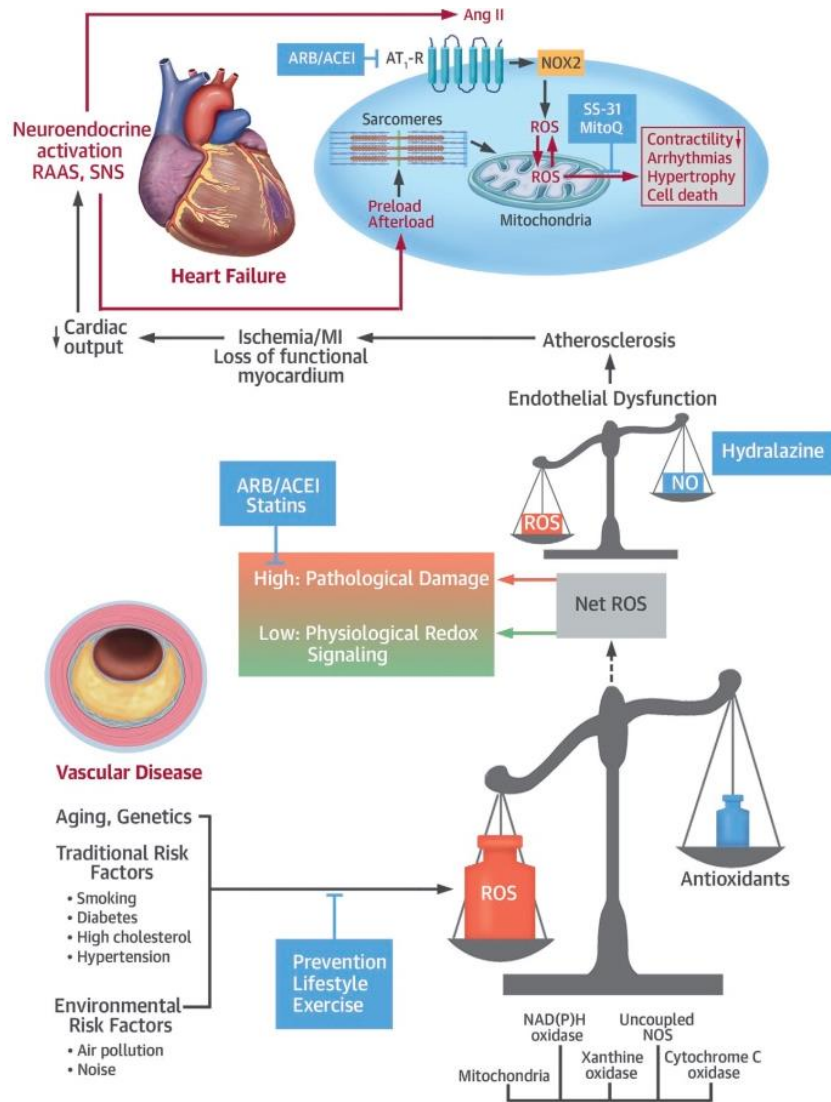 Ang II
ARB/ACEI
AT1-R
NOX2
Neuroendocrine
activation
RAAS, SNS
Sarcomeres
ROS
SS-31
MitoQ
ROS
Contractility↓
Arrhythmias
Hypertrophy
Cell death
Preload
Afterload
Mitochondria
Heart Failure
↓ Cardiac
output
Ischemia/MI
Loss of functional
myocardium
Atherosclerosis
Endothelial Dysfunction
Hydralazine
ROS
NO
ARB/ACEI
Statins
High: Pathological Damage
Low: Physiological Redox
Signaling
Net ROS
Vascular Disease
Aging, Genetics
Traditional Risk
Factors
• Smoking
• Diabetes
• High cholesterol
• Hypertension
Environmental
Risk Factors
• Air pollution
• Noise
Prevention
Lifestyle
Exercise
ROS
Antioxidants
NAD(P)H
oxidase
Uncoupled
NOS
Mitochondria
Xanthine
oxidase
Cytochrome C
oxidase